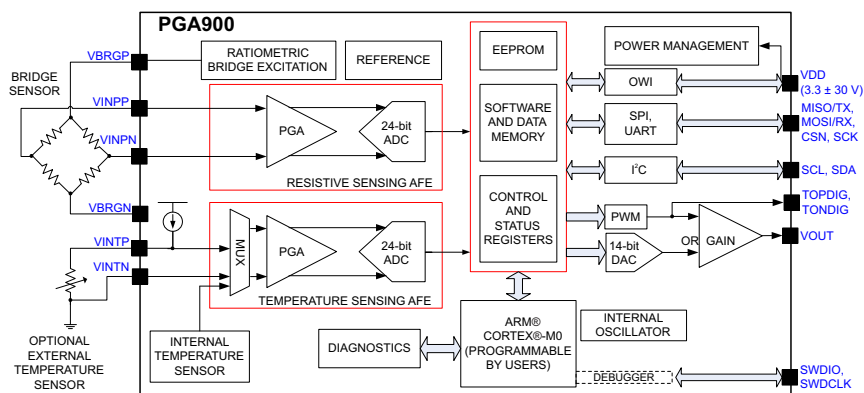 PGA900
VBRGP
RATIOMETRIC
BRIDGE EXCITATION
REFERENCE
EEPROM
POWER MANAGEMENT
BRIDGE
SENSOR
VINPP
VINPN
VBRGN
PGA
24-bit
ADC
RESISTIVE SENSING AFE
SOFTWARE
AND DATA
MEMORY
OWI
VDD
(3.3 ± 30 V)
SPI,
UART
MISO/TX,
MOSI/RX,
CSN, SCK
I²C
SCL, SDA
CONTROL
AND
STATUS
REGISTERS
PWM
TOPDIG,
TONDIG
14-bit
DAC
OR
GAIN
VOUT
VINTP
VINTN
MUX
PGA
24-bit
ADC
TEMPERATURE SENSING AFE
OPTIONAL
EXTERNAL
TEMPERATURE
SENSOR
INTERNAL
TEMPERATURE
SENSOR
DIAGNOSTICS
ARM®
CORTEX®-M0
(PROGRAMMABLE
BY USERS)
INTERNAL
OSCILLATOR
DEBUGGER
SWDIO,
SWDCLK